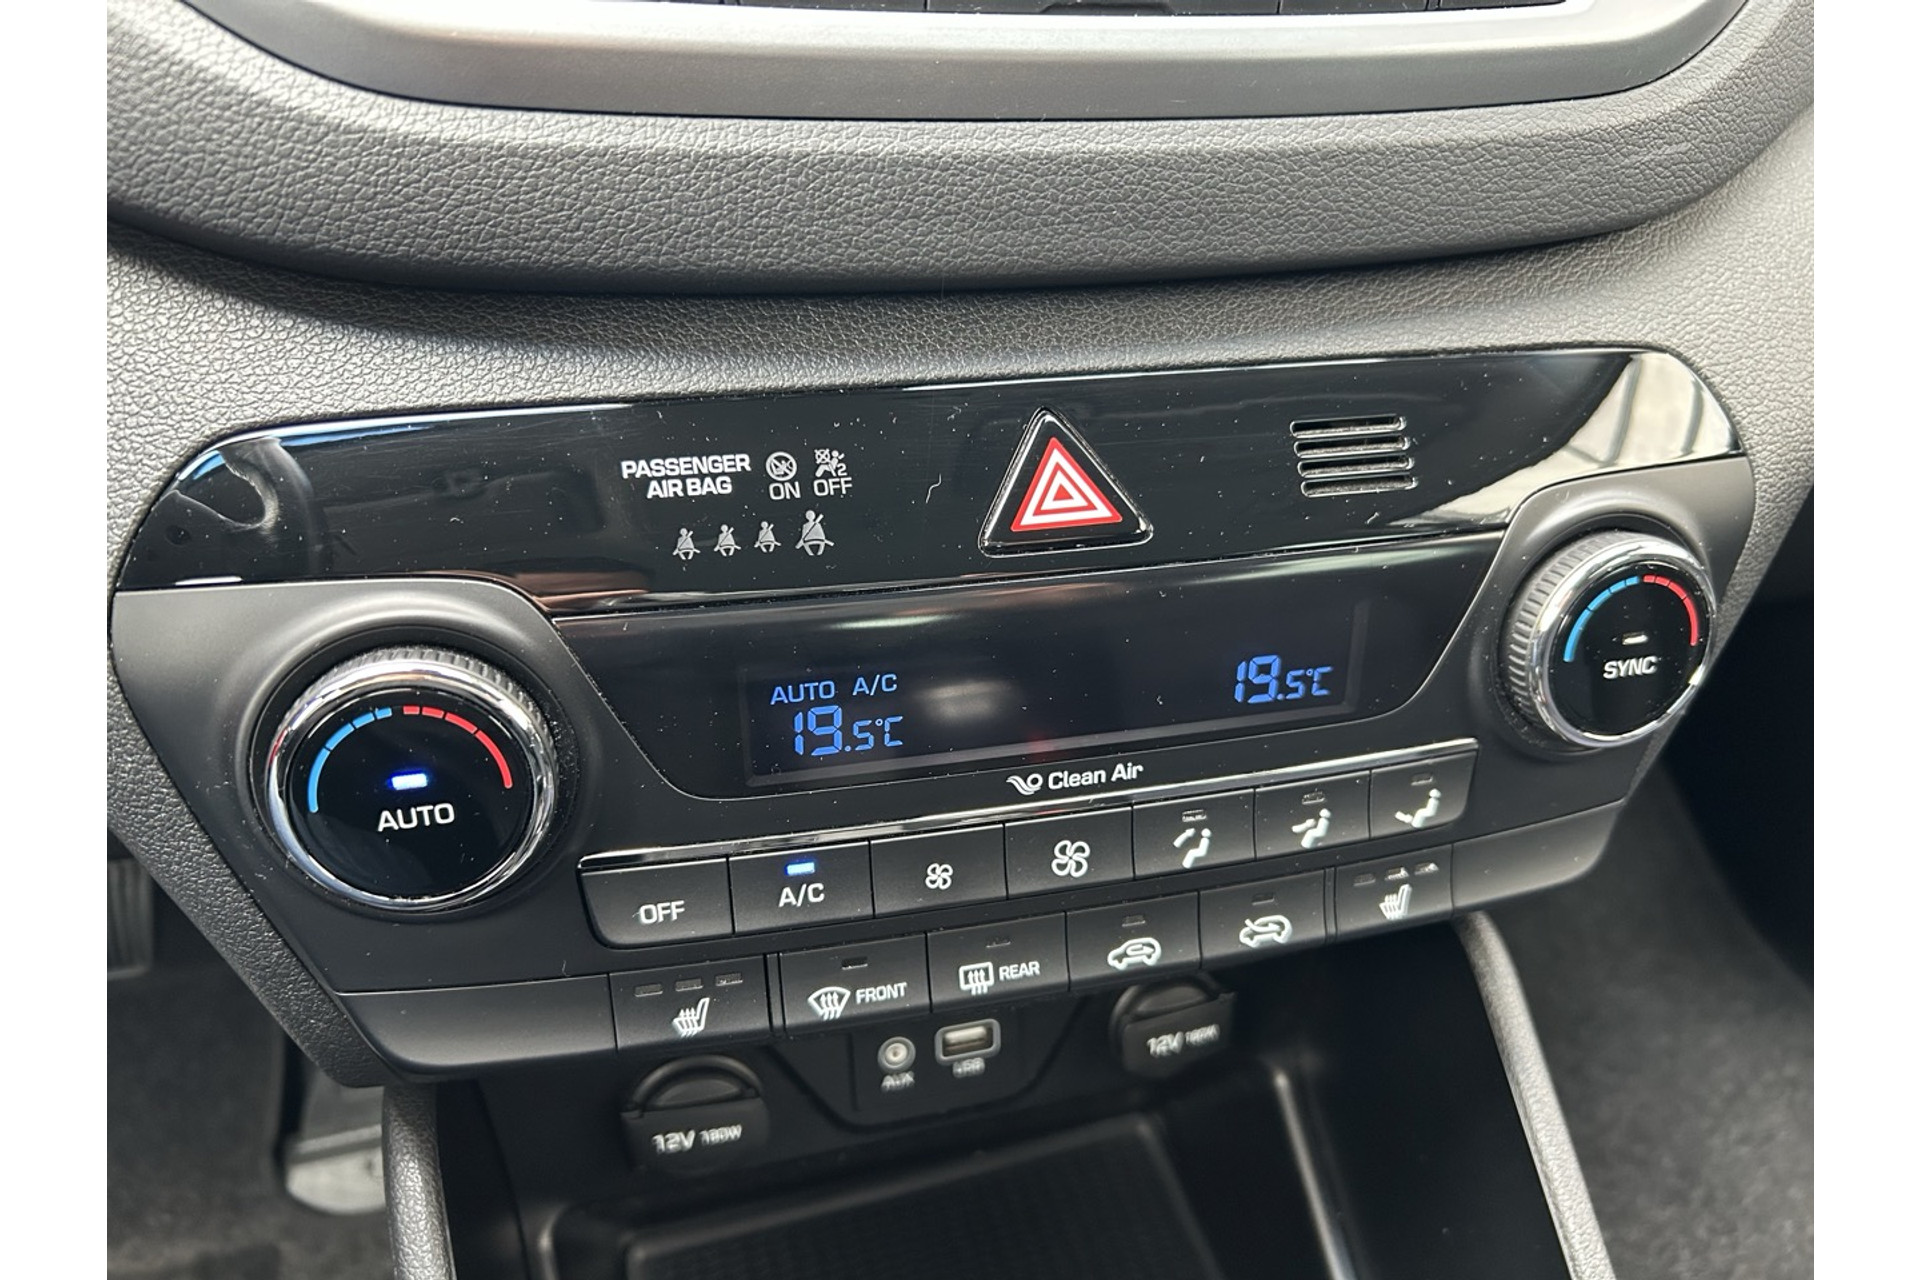 PASSENGER
AIR BAG
ON
2
OFF
AUTO A/C
19.5°C
19.5°C
SYNC
AUTO
Clean Air
OFF
A/C
FRONT
REAR
AUX
USB
12V 180W
12V 180W